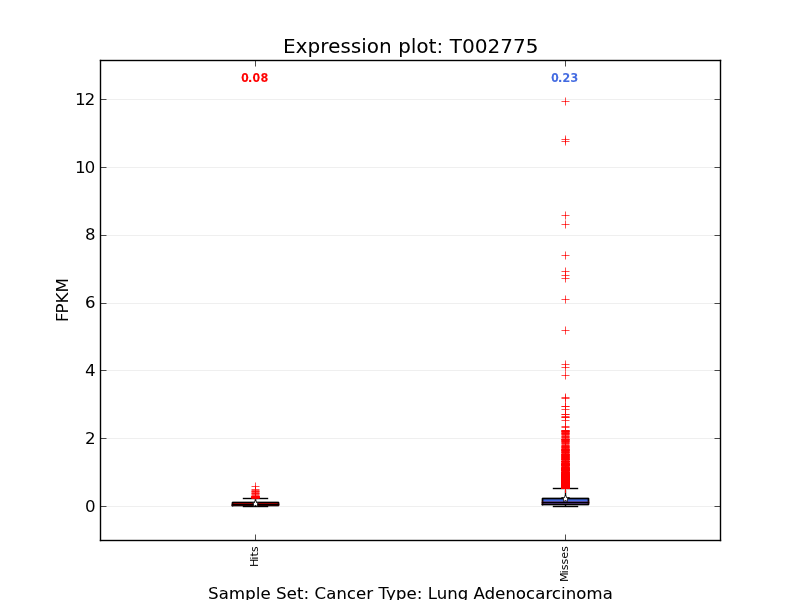 Expression plot: T002775
0.08
0.23
12
10
8
6
4
2
0
FPKM
Hits
Misses
Sample Set: Cancer Type: Lung Adenocarcinoma